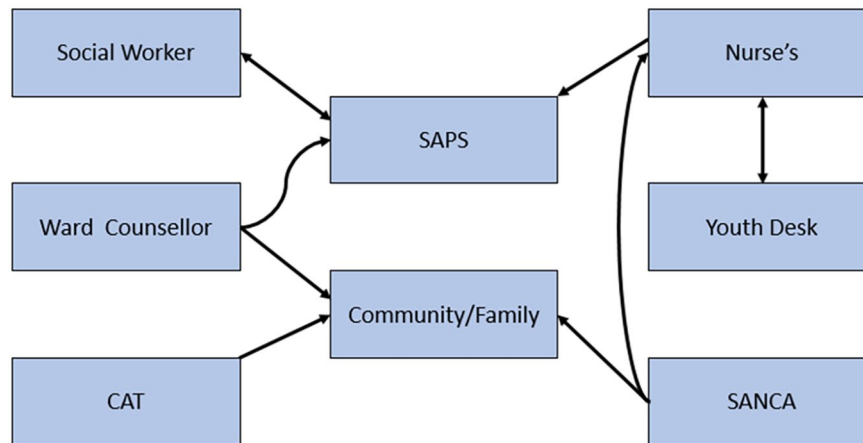 Social Worker
Nurse’s
SAPS
Ward  Counsellor
Youth Desk
Community/Family
CAT
SANCA